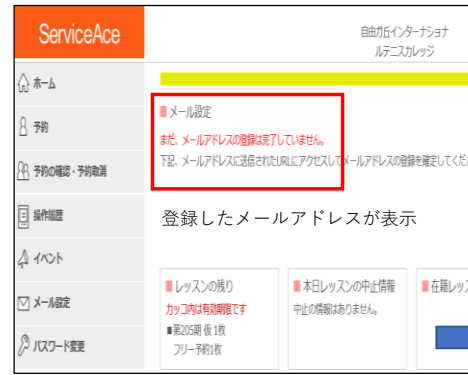 ServiceAce
自由が丘インターナショナ
ルテニスカレッジ
ホーム
予約
予約の確認・予約取消
操作履歴
イベント
メール設定
パスワード変更
メール設定
まだ、メールアドレスの登録は完了していません。
下記、メールアドレスに送信されたURLにアクセスしてメールアドレスの登録を確定してくだ
登録したメールアドレスが表示
レッスンの残り
カッコ内は有効期限です
■第205期 仮 1枚
フリー予約1枚
本日レッスンの中止情報
中止の情報はありません。
在籍レッス